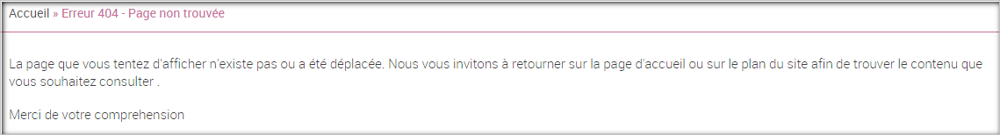 Accueil » Erreur 404 - Page non trouvée
La page que vous tentez d'afficher n'existe pas ou a été déplacée. Nous vous invitons à retourner sur la page d'accueil ou sur le plan du site afin de trouver le contenu que
vous souhaitez consulter .
Merci de votre comprehension